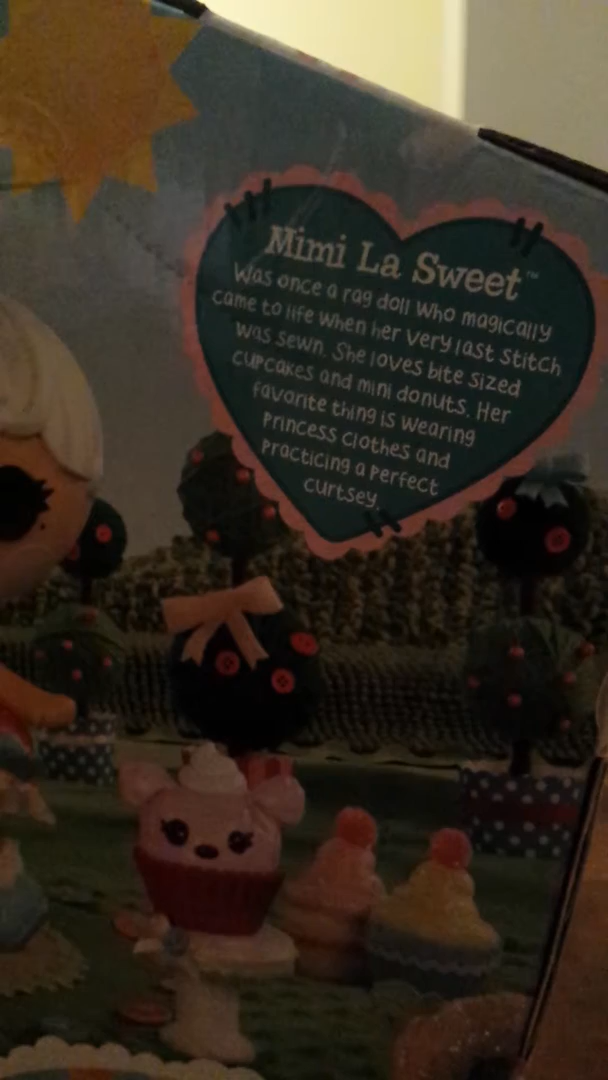 Mimi La Sweet™
Was once a rag doll who magically
came to life when her very last stitch
was sewn. She loves bite sized
cupcakes and mini donuts. Her
favorite thing is wearing
princess clothes and
practicing a perfect
curtsey.